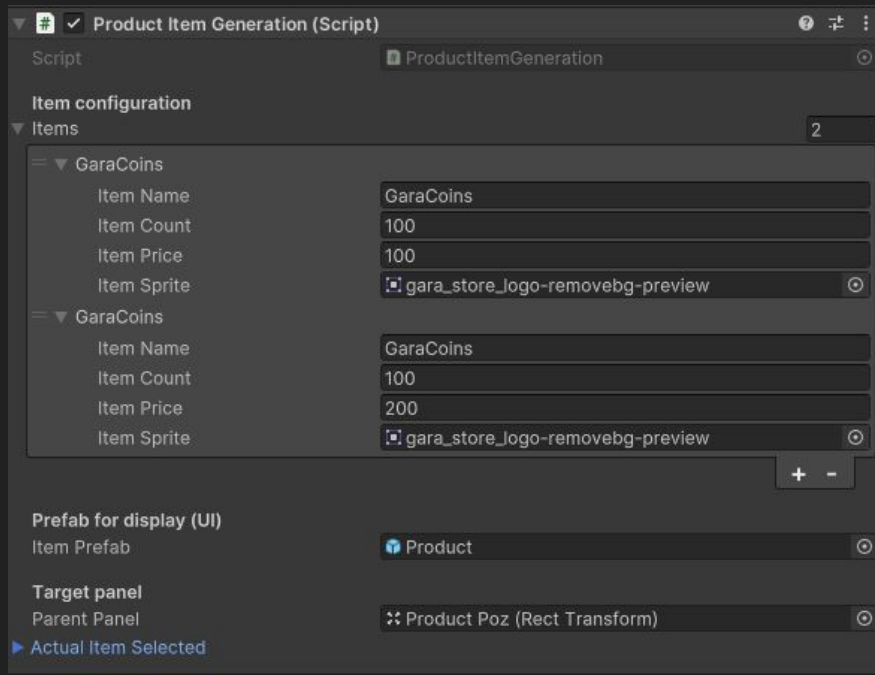 Product Item Generation (Script)
Script ProductItemGeneration
Item configuration
Items 2
GaraCoins
Item Name GaraCoins
Item Count 100
Item Price 100
Item Sprite gara_store_logo-removebg-preview
GaraCoins
Item Name GaraCoins
Item Count 100
Item Price 200
Item Sprite gara_store_logo-removebg-preview
+ -
Prefab for display (UI)
Item Prefab Product
Target panel
Parent Panel Product Poz (Rect Transform)
Actual Item Selected